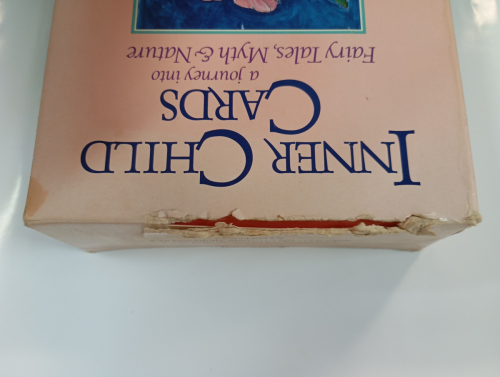 INNER CHILD
CARDS
a journey into
Fairy Tales, Myth & Nature